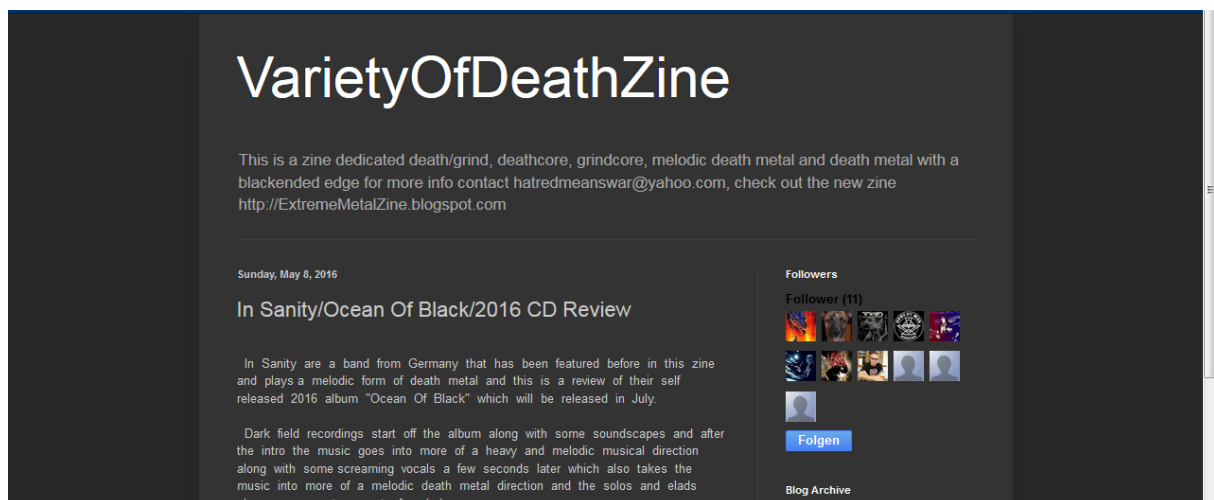 VarietyOfDeathZine
This is a zine dedicated death/grind, deathcore, grindcore, melodic death metal and death metal with a
blackended edge for more info contact hatredmeanswar@yahoo.com, check out the new zine
http://ExtremeMetalZine.blogspot.com
Sunday, May 8, 2016
In Sanity/Ocean Of Black/2016 CD Review
In Sanity are a band from Germany that has been featured before in this zine
and plays a melodic form of death metal and this is a review of their self
released 2016 album "Ocean Of Black" which will be released in July.
Dark field recordings start off the album along with some soundscapes and after
the intro the music goes into more of a heavy and melodic musical direction
along with some screaming vocals a few seconds later which also takes the
music into more of a melodic death metal direction and the solos and elads
Followers
Follower (11)
Folgen
Blog Archive